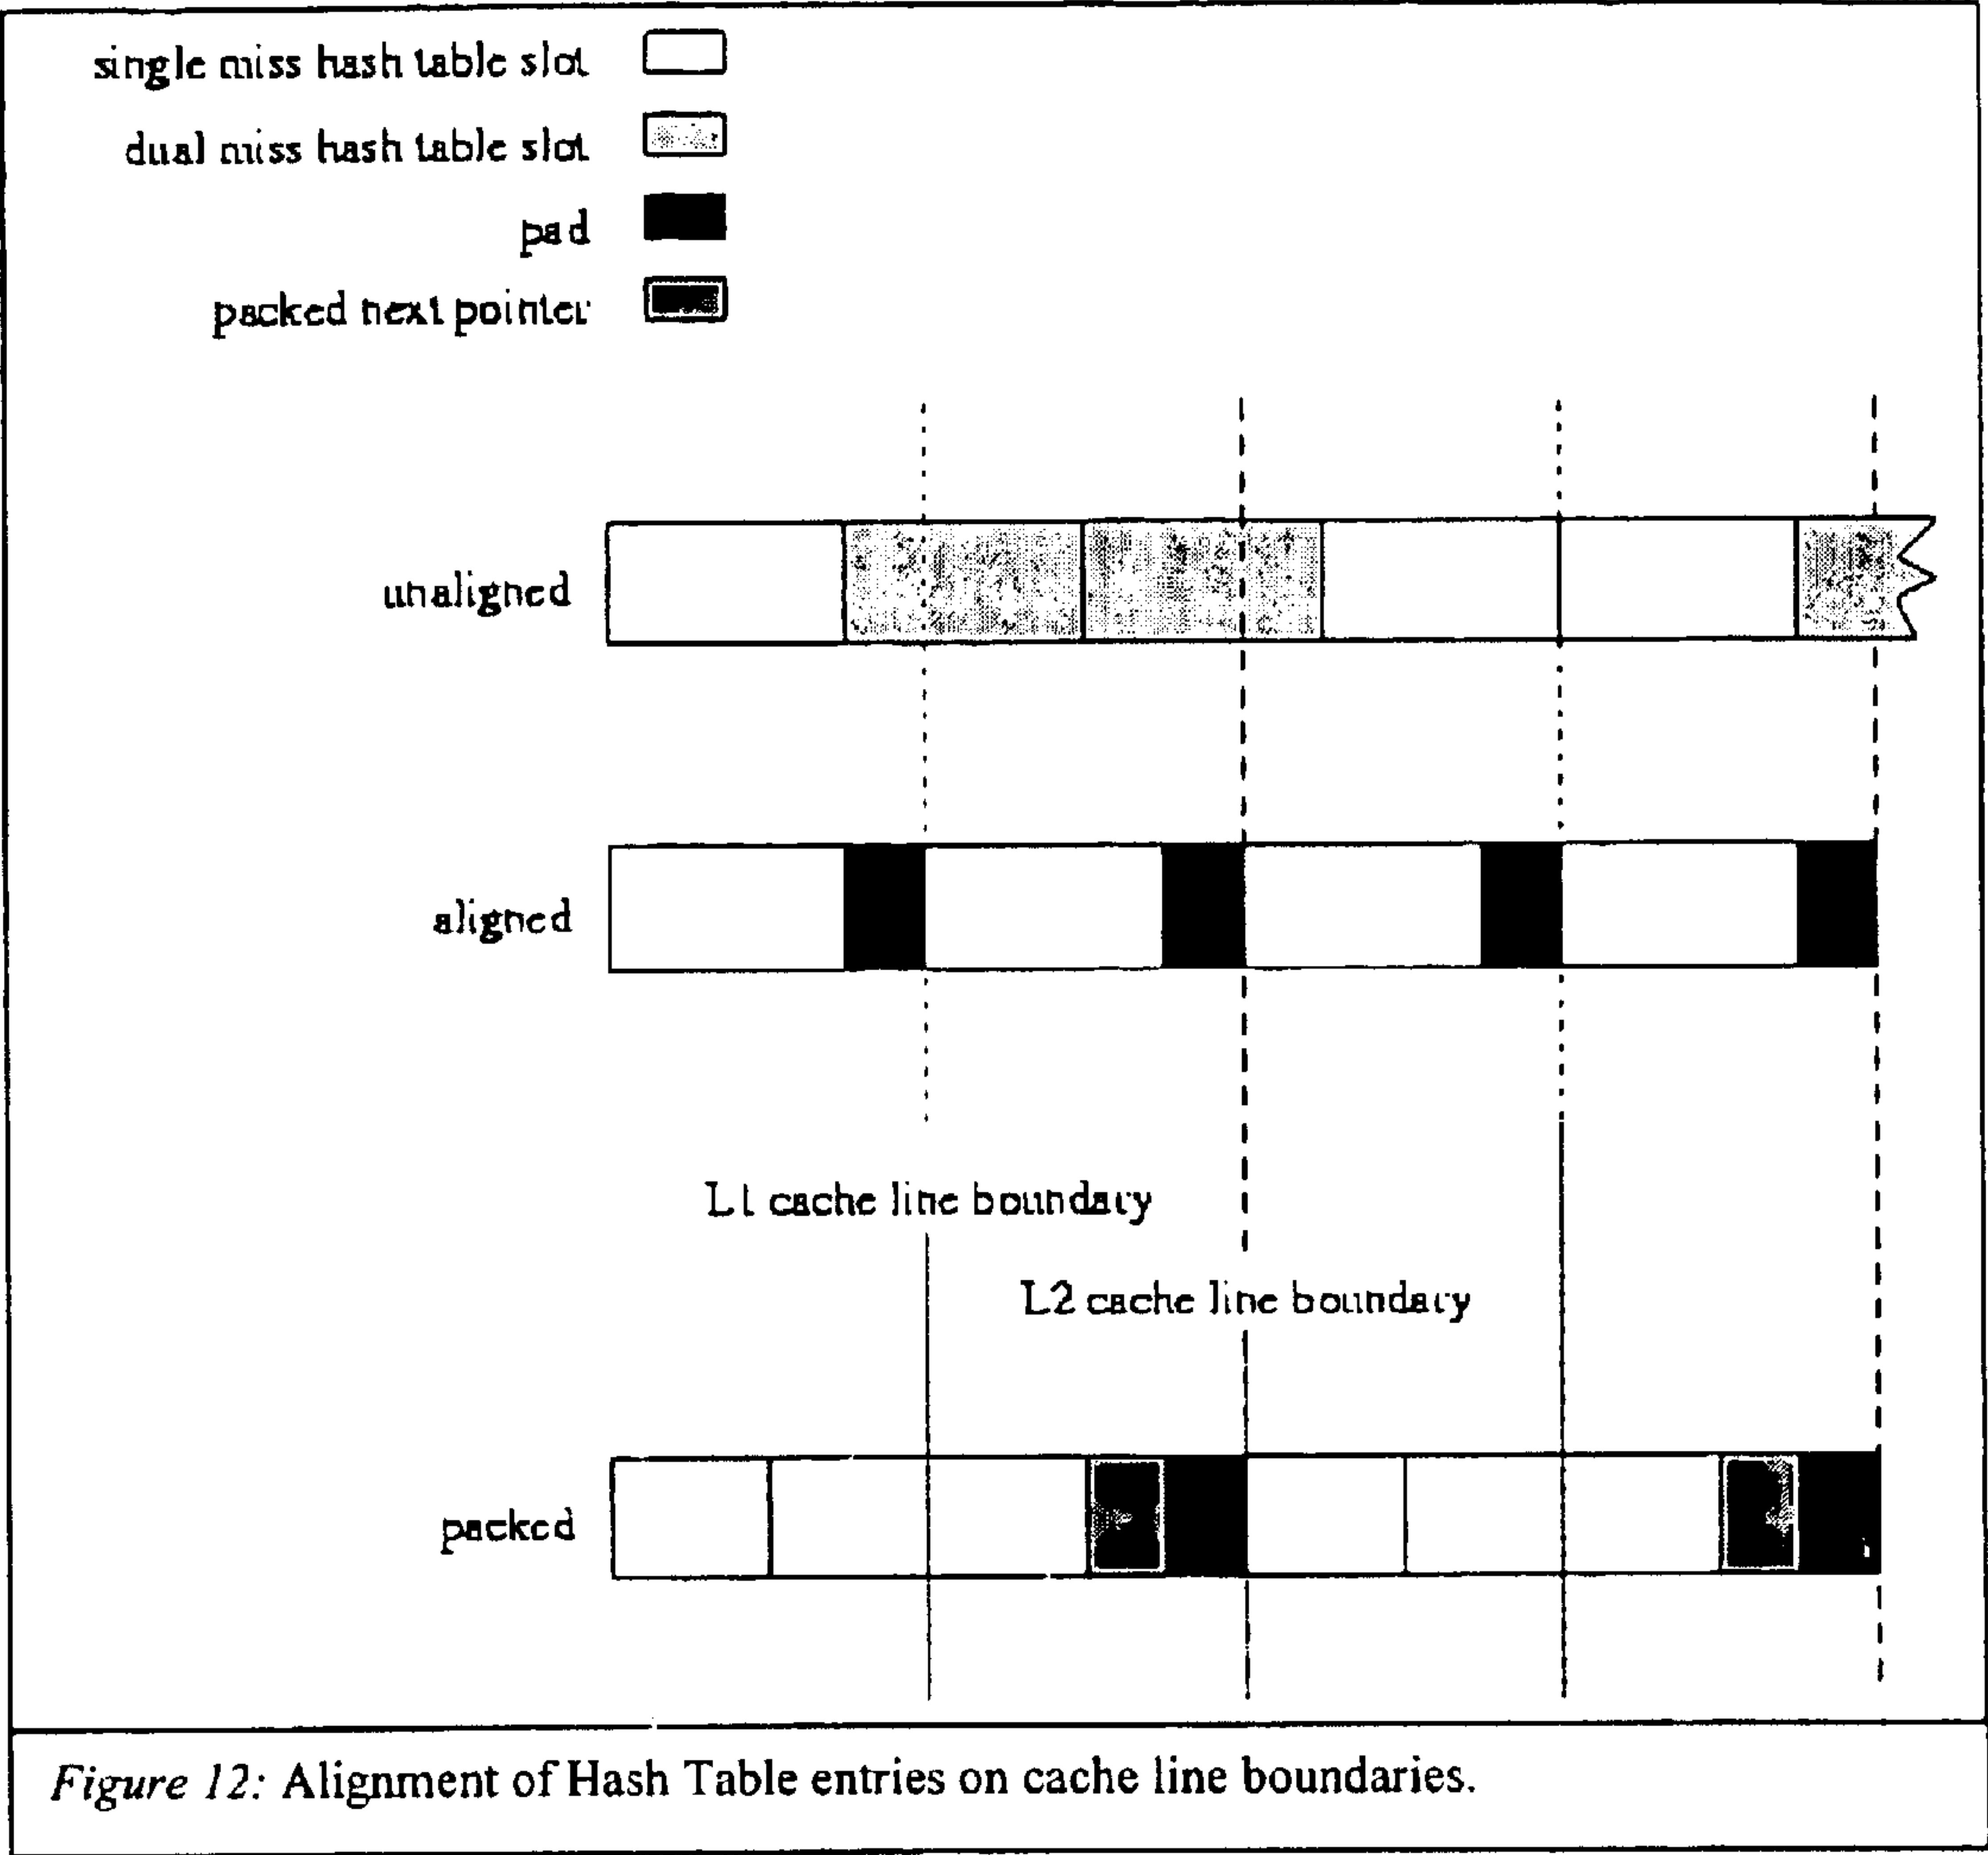 single miss hash table slot
dual miss hash table slot
pad
packed next pointer
unaligned
aligned
L1 cache line boundary
L2 cache line boundary
packed
Figure 12: Alignment of Hash Table entries on cache line boundaries.